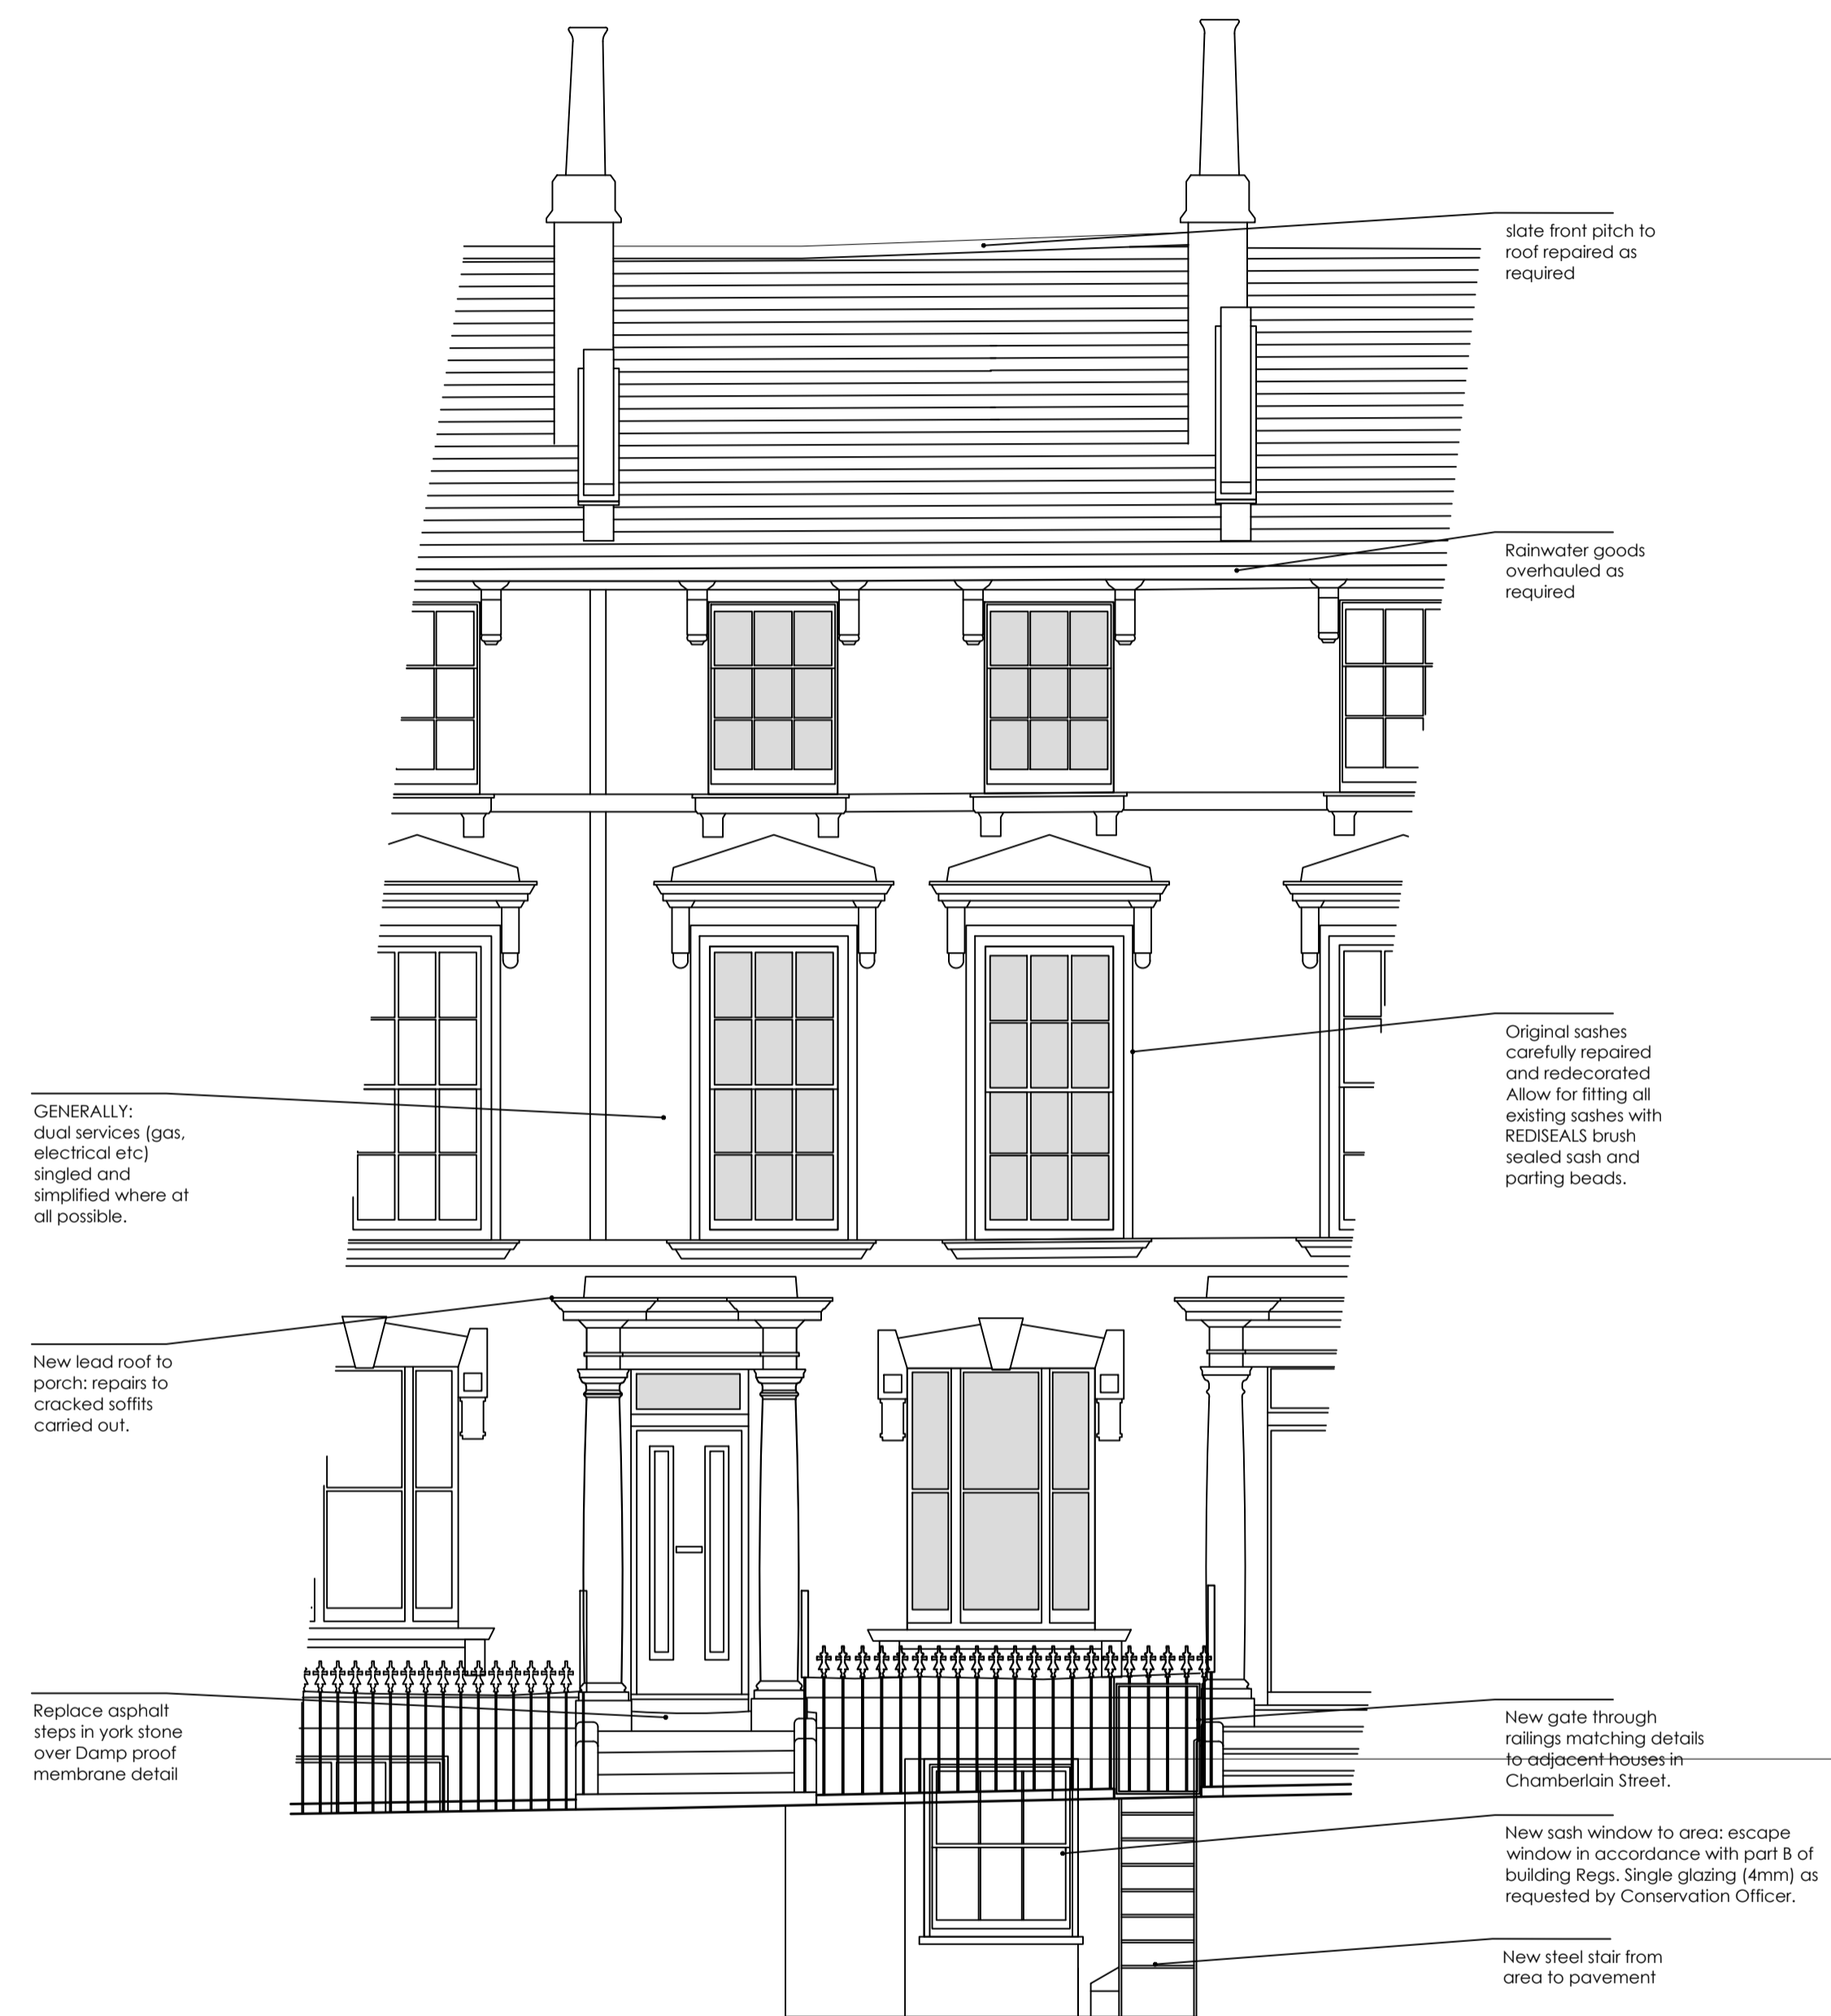 slate front pitch to
roof repaired as
required
Rainwater goods
overhauled as
required
Original sashes
carefully repaired
and redecorated
Allow for fitting all
existing sashes with
REDISEALS brush
sealed sash and
parting beads.
GENERALLY:
dual services (gas,
electrical etc)
singled and
simplified where at
all possible.
New lead roof to
porch: repairs to
cracked soffits
carried out.
Replace asphalt
steps in york stone
over Damp proof
membrane detail
New gate through
railings matching details
to adjacent houses in
Chamberlain Street.
New sash window to area: escape
window in accordance with part B of
building Regs. Single glazing (4mm) as
requested by Conservation Officer.
New steel stair from
area to pavement